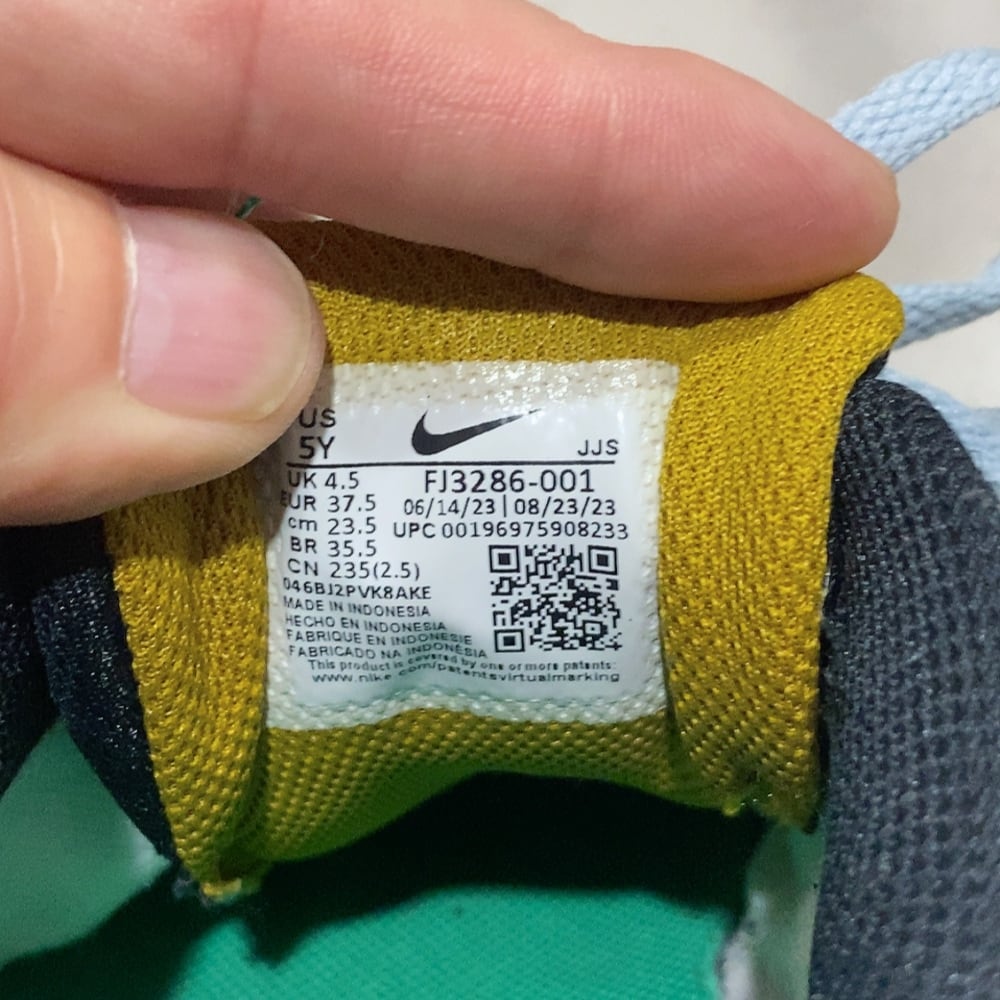 US
5Y
JJS
UK 4.5
EUR 37.5
cm 23.5
BR 35.5
CN 235(2.5)
FJ3286-001
06/14/23 | 08/23/23
UPC 00196975908233
046BJ2PVK8AKE
MADE IN INDONESIA
HECHO EN INDONESIA
FABRIQUE EN INDONESIE
FABRICADO NA INDONÉSIA
This product is covered by one or more patents:
www.nike.com/patentsvirtualmarking